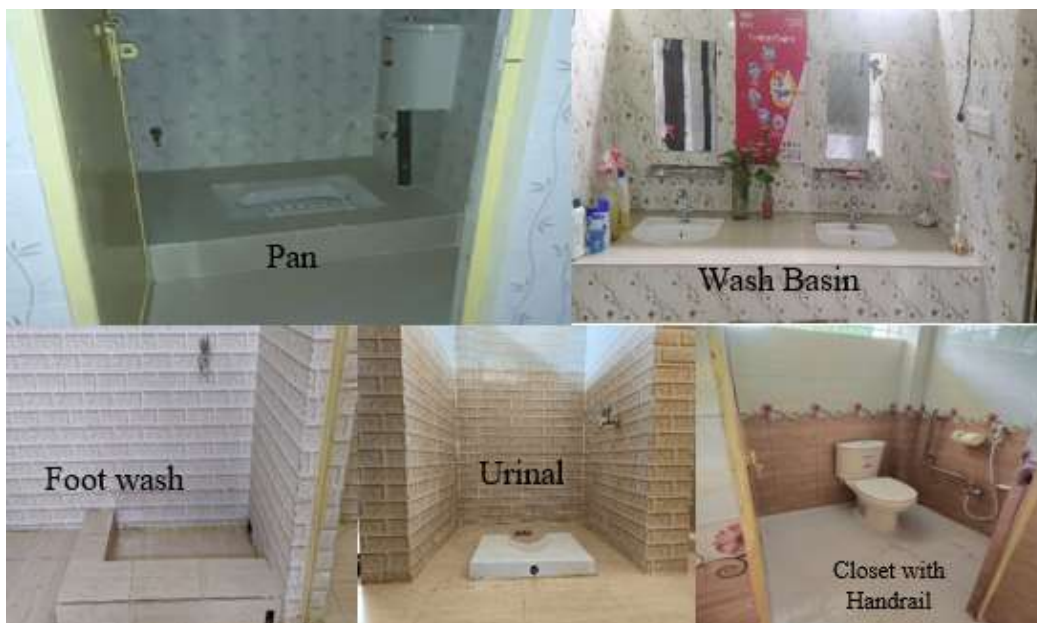 Pan
Wash Basin
Foot wash
Urinal
Closet with
Handrail